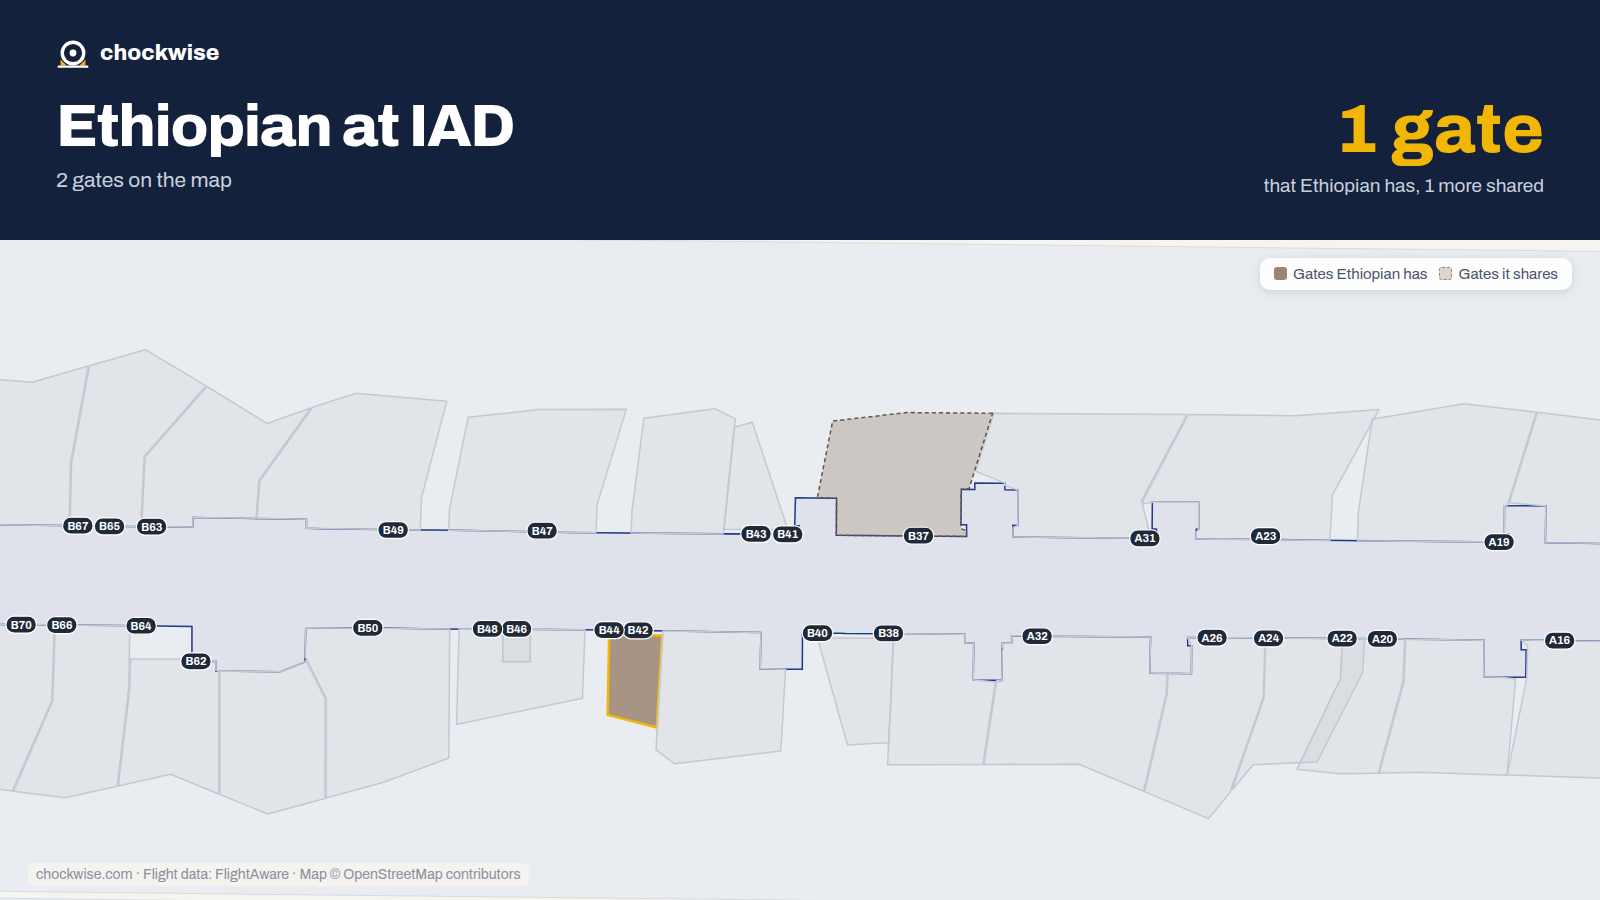 chockwise
Ethiopian at IAD
2 gates on the map
1 gate
that Ethiopian has, 1 more shared
Gates Ethiopian has
Gates it shares
B67 B65 B63 B49 B47 B43 B41 B37 A31 A23 A19
B70 B66 B64 B62 B50 B48 B46 B44 B42 B40 B38 A32 A26 A24 A22 A20 A16
chockwise.com · Flight data: FlightAware · Map © OpenStreetMap contributors